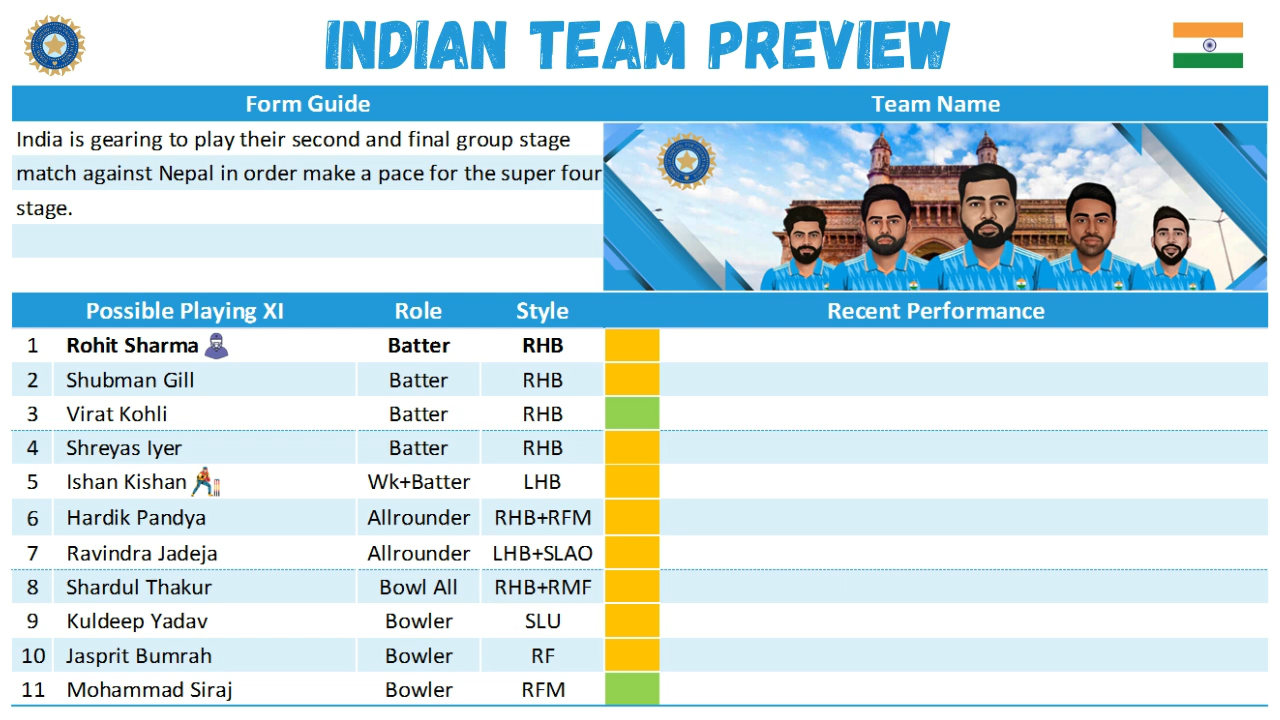 INDIAN TEAM PREVIEW
Form Guide Team Name
India is gearing to play their second and final group stage
match against Nepal in order make a pace for the super four
stage.
Possible Playing XI Role Style Recent Performance
1 Rohit Sharma Batter RHB
2 Shubman Gill Batter RHB
3 Virat Kohli Batter RHB
4 Shreyas Iyer Batter RHB
5 Ishan Kishan Wk+Batter LHB
6 Hardik Pandya Allrounder RHB+RFM
7 Ravindra Jadeja Allrounder LHB+SLAO
8 Shardul Thakur Bowl All RHB+RMF
9 Kuldeep Yadav Bowler SLU
10 Jasprit Bumrah Bowler RF
11 Mohammad Siraj Bowler RFM